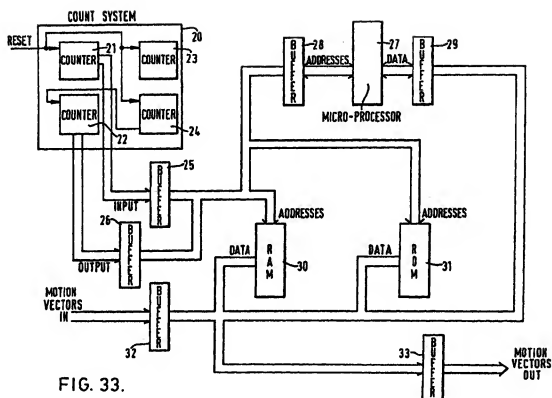 COUNT SYSTEM
20
RESET
21
COUNTER
COUNTER
23
COUNTER
22
COUNTER
24
28
BUFFER
ADDRESSES
27
MICRO-PROCESSOR
DATA
29
BUFFER
25
BUFFER
INPUT
26
BUFFER
OUTPUT
ADDRESSES
DATA
RAM
30
ADDRESSES
DATA
ROM
31
MOTION
VECTORS
IN
BUFFER
32
33
BUFFER
MOTION
VECTORS
OUT
FIG. 33.